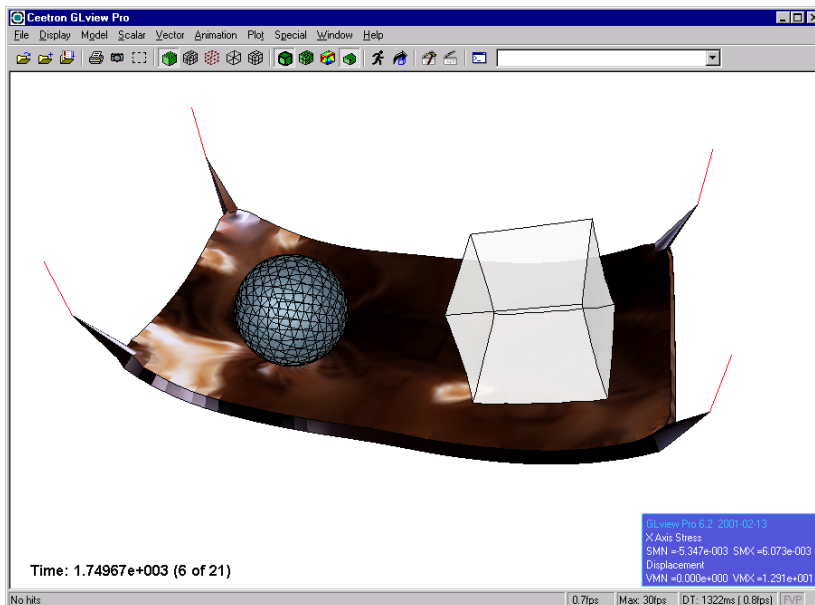 Ceetron GLview Pro
File Display Model Scalar Vector Animation Plot Special Window Help
GLview Pro 6.2 2001-02-13
X Axis Stress
SMN =-5.347e-003 SMX =6.073e-003
Displacement
VMN =0.000e+000 VMX =1.291e+001
Time: 1.74967e+003 (6 of 21)
No hits 0.7fps Max: 30fps DT: 1322ms ( 0.8fps) FVP